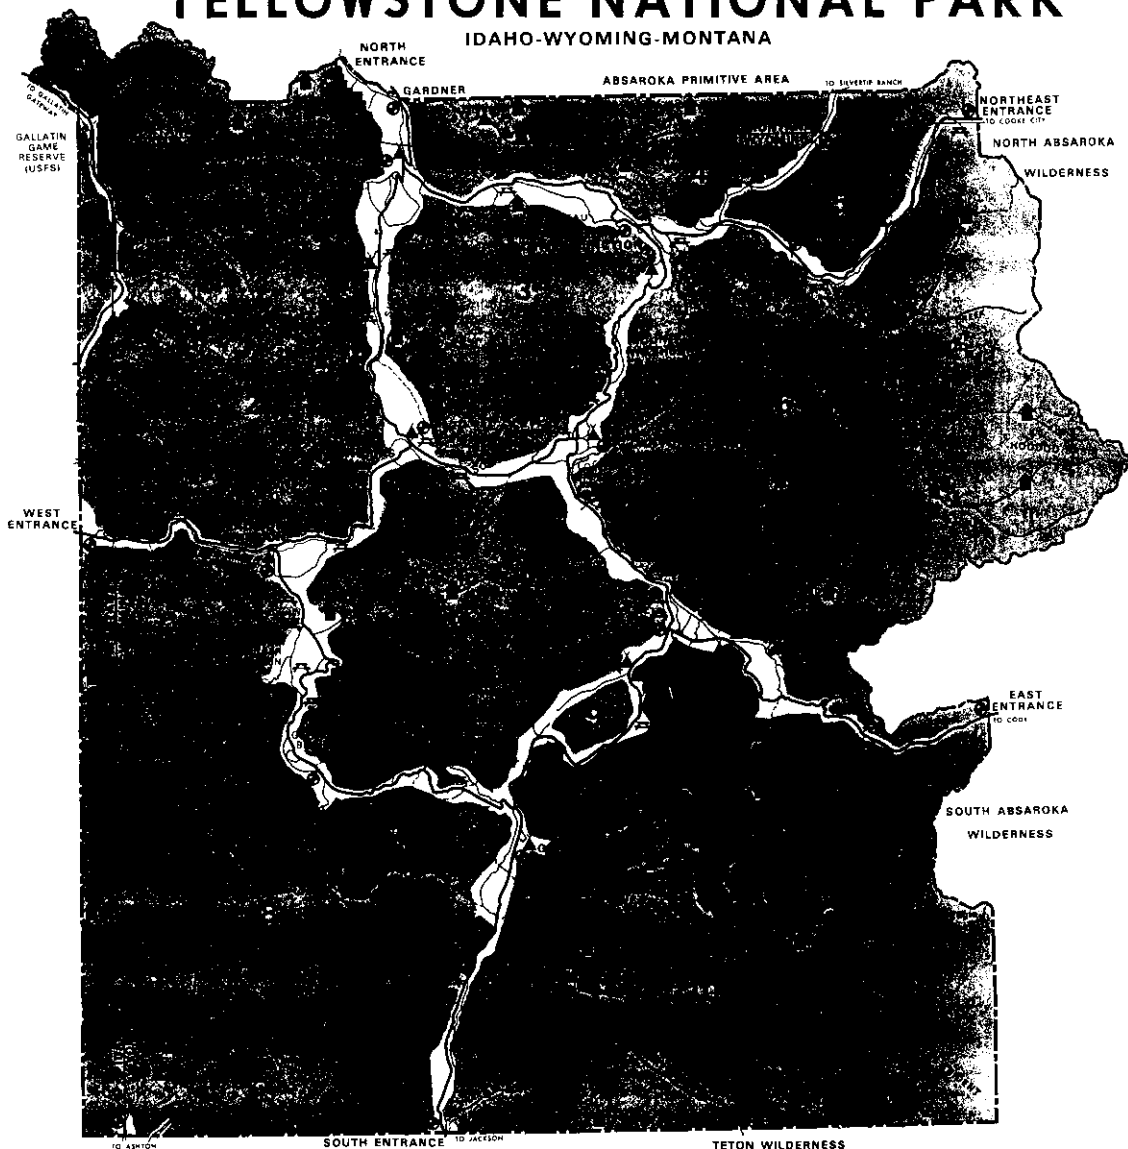 YELLOWSTONE NATIONAL PARK
IDAHO-WYOMING-MONTANA
NORTH
ENTRANCE
GARDNER
ABSAROKA PRIMITIVE AREA
TO SILVERTIP RANCH
TO GALLATIN
GATEWAY
GALLATIN
GAME
RESERVE
(USFS)
NORTHEAST
ENTRANCE
TO COOKE CITY
NORTH ABSAROKA
WILDERNESS
WEST
ENTRANCE
EAST
ENTRANCE
TO CODY
SOUTH ABSAROKA
WILDERNESS
TO ASHTON
SOUTH ENTRANCE
TO JACKSON
TETON WILDERNESS